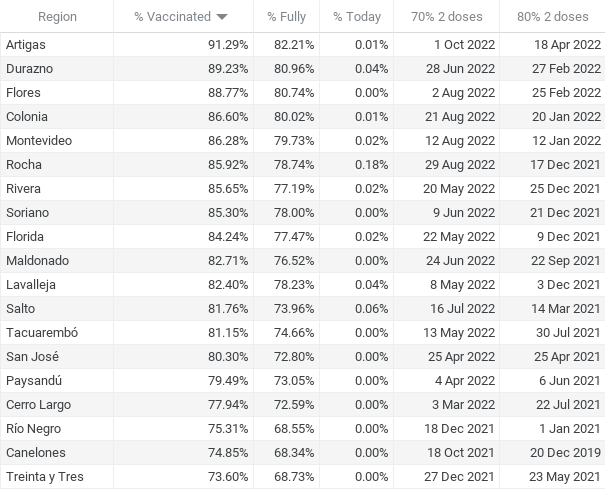 Region % Vaccinated % Fully % Today 70% 2 doses 80% 2 doses
Artigas 91.29% 82.21% 0.01% 1 Oct 2022 18 Apr 2022
Durazno 89.23% 80.96% 0.04% 28 Jun 2022 27 Feb 2022
Flores 88.77% 80.74% 0.00% 2 Aug 2022 25 Feb 2022
Colonia 86.60% 80.02% 0.01% 21 Aug 2022 20 Jan 2022
Montevideo 86.28% 79.73% 0.02% 12 Aug 2022 12 Jan 2022
Rocha 85.92% 78.74% 0.18% 29 Aug 2022 17 Dec 2021
Rivera 85.65% 77.19% 0.02% 20 May 2022 25 Dec 2021
Soriano 85.30% 78.00% 0.00% 9 Jun 2022 21 Dec 2021
Florida 84.24% 77.47% 0.02% 22 May 2022 9 Dec 2021
Maldonado 82.71% 76.52% 0.00% 24 Jun 2022 22 Sep 2021
Lavalleja 82.40% 78.23% 0.04% 8 May 2022 3 Dec 2021
Salto 81.76% 73.96% 0.06% 16 Jul 2022 14 Mar 2021
Tacuarembó 81.15% 74.66% 0.00% 13 May 2022 30 Jul 2021
San José 80.30% 72.80% 0.00% 25 Apr 2022 25 Apr 2021
Paysandú 79.49% 73.05% 0.00% 4 Apr 2022 6 Jun 2021
Cerro Largo 77.94% 72.59% 0.00% 3 Mar 2022 22 Jul 2021
Río Negro 75.31% 68.55% 0.00% 18 Dec 2021 1 Jan 2021
Canelones 74.85% 68.34% 0.00% 18 Oct 2021 20 Dec 2019
Treinta y Tres 73.60% 68.73% 0.00% 27 Dec 2021 23 May 2021